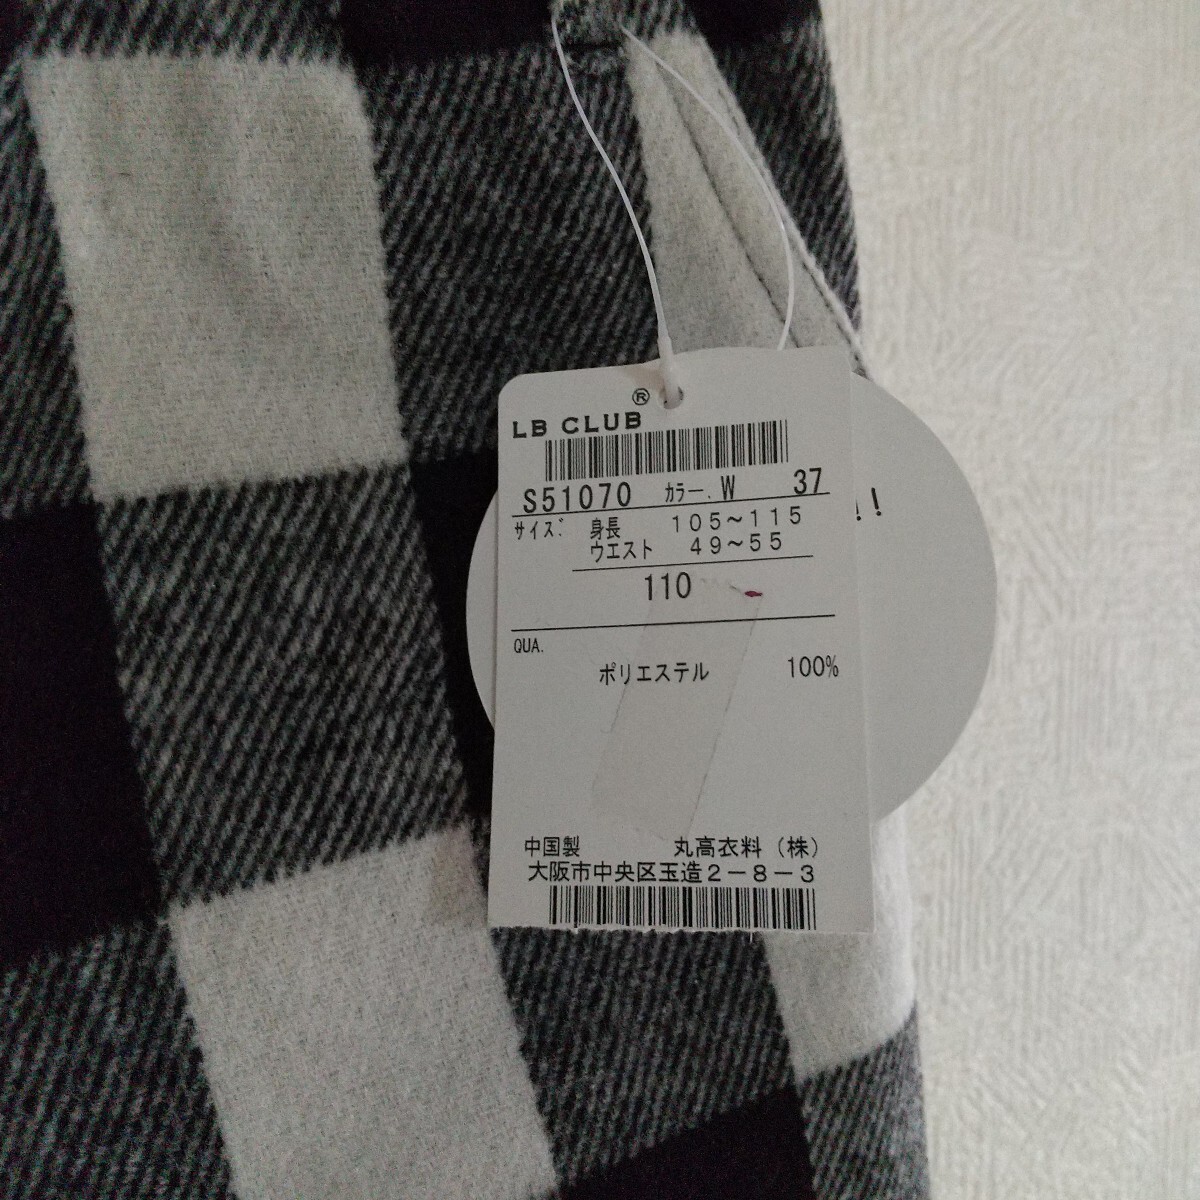 LB CLUB®
S51070 カラー. W 37
サイズ. 身長 105～115
ウエスト 49～55
110
QUA.
ポリエステル 100%
中国製 丸高衣料(株)
大阪市中央区玉造2-8-3
!!